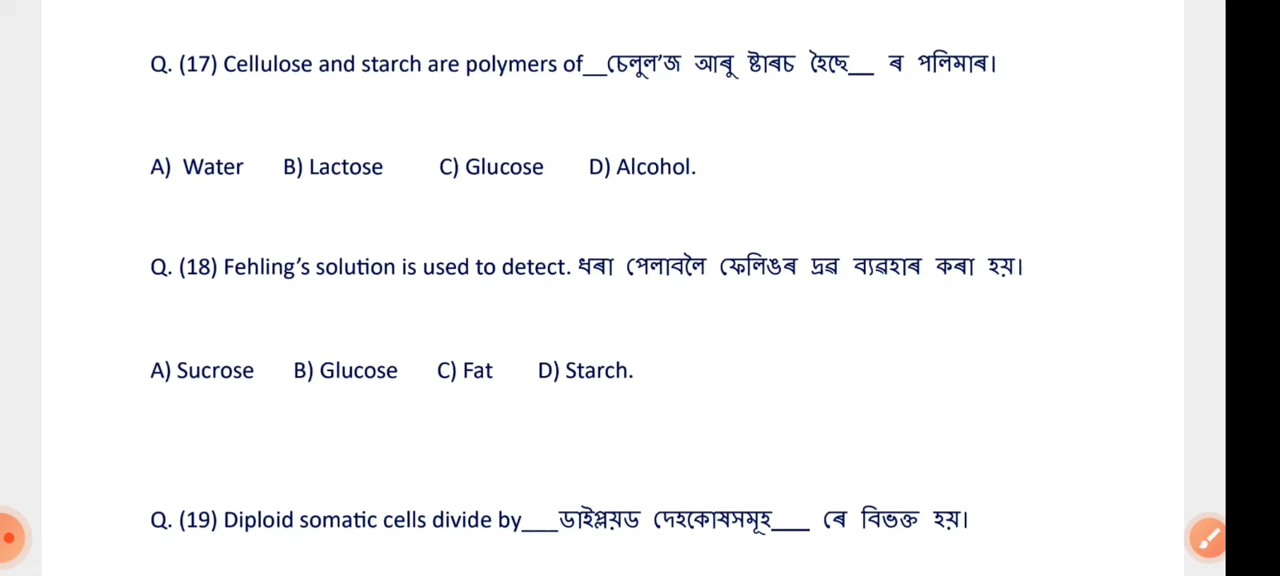 Q. (17) Cellulose and starch are polymers of__চেলুল’জ আৰু ষ্টাৰচ হৈছে__ ৰ পলিমাৰ।
A) Water B) Lactose C) Glucose D) Alcohol.
Q. (18) Fehling’s solution is used to detect. ধৰা পেলাবলৈ ফেলিঙৰ দ্ৰৱ ব্যৱহাৰ কৰা হয়।
A) Sucrose B) Glucose C) Fat D) Starch.
Q. (19) Diploid somatic cells divide by___ডাইপ্লয়ড দেহকোষসমূহ___ ৰে বিভক্ত হয়।